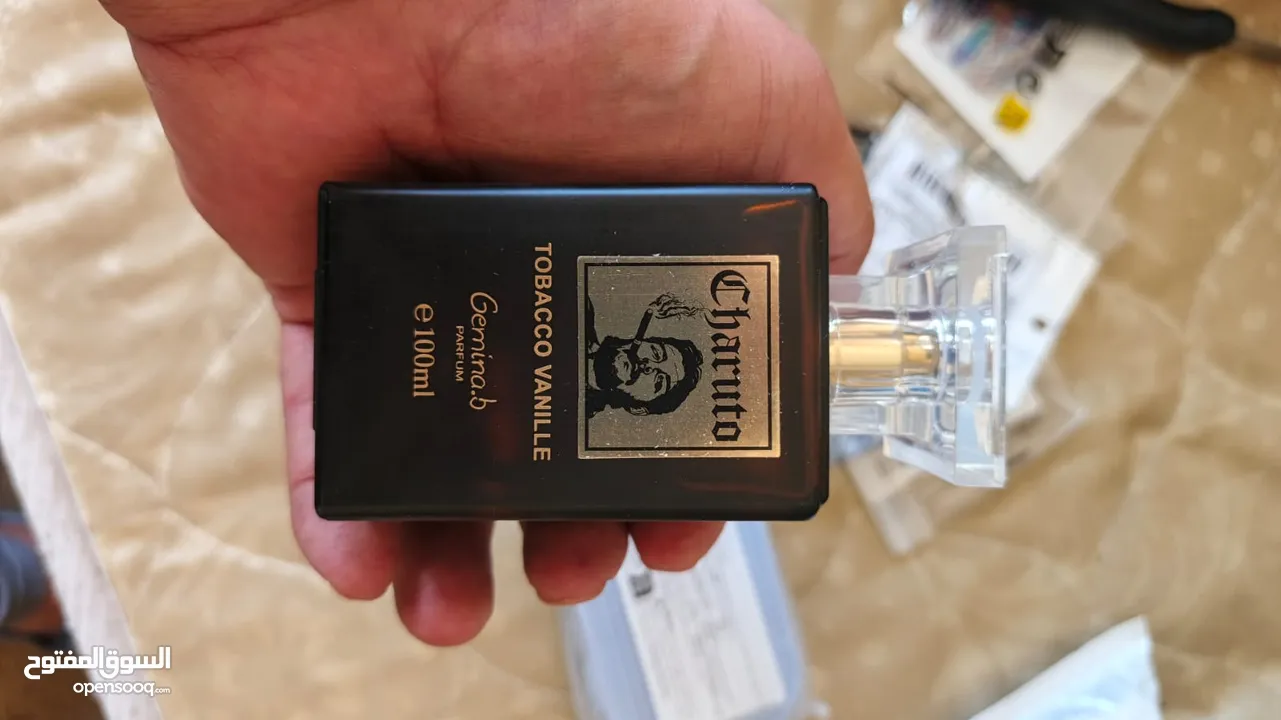 Charuto
TOBACCO VANILLE
Gemina.b
PARFUM
℮ 100ml
السوق المفتوح
opensooq.com